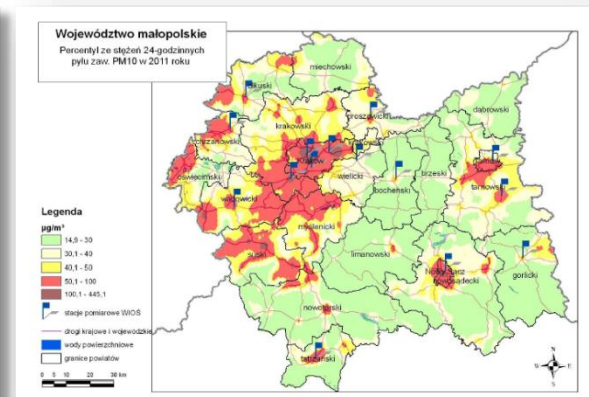 Województwo małopolskie
Percentyl ze stężeń 24-godzinnych
pyłu zaw. PM10 w 2011 roku
miechowski
olkuski
dąbrowski
proszowicki
krakowski
chrzanowski
Kraków
tarnowski
oświęcimski
wielicki
brzeski
bocheński
wadowicki
myślenicki
limanowski
suski
Nowy Sącz
nowosądecki
gorlicki
nowotarski
tatrzański
Legenda
µg/m³
14,9 - 30
30,1 - 40
40,1 - 50
50,1 - 100
100,1 - 445,1
stacje pomiarowe WIOŚ
drogi krajowe i wojewódzkie
wody powierzchniowe
granice powiatów
0 5 10 20 30 km
N
W E
S